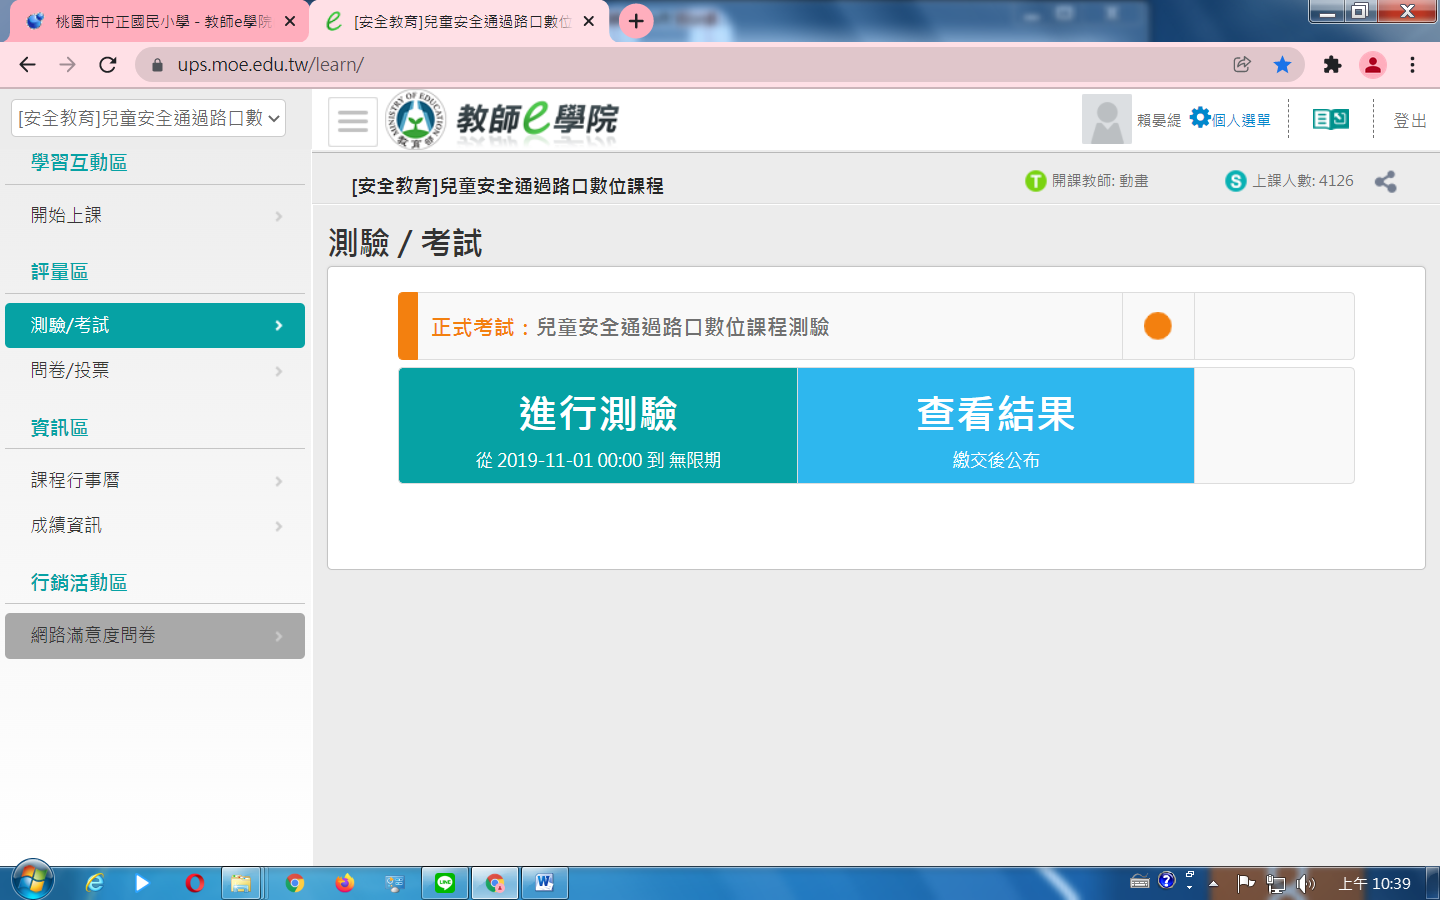 桃園市中正國民小學 - 教師e學院
[安全教育]兒童安全通過路口數位
ups.moe.edu.tw/learn/
[安全教育]兒童安全通過路口數
MINISTRY OF EDUCATION
教育部
教師e學院
賴晏緹
個人選單
登出
學習互動區
開始上課
評量區
測驗/考試
問卷/投票
資訊區
課程行事曆
成績資訊
行銷活動區
網路滿意度問卷
[安全教育]兒童安全通過路口數位課程
T 開課教師: 動畫
S 上課人數: 4126
測驗 / 考試
正式考試：兒童安全通過路口數位課程測驗
進行測驗
從 2019-11-01 00:00 到 無限期
查看結果
繳交後公布
上午 10:39